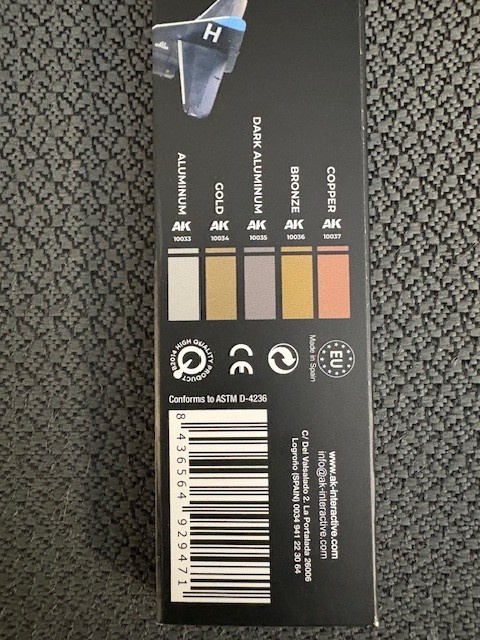 H
ALUMINUM
AK
10033
GOLD
AK
10034
DARK ALUMINUM
AK
10035
BRONZE
AK
10036
COPPER
AK
10037
HIGH QUALITY PRODUCT
CE
EU
Made in Spain
Conforms to ASTM D-4236
8 436564 929471
www.ak-interactive.com
info@ak-interactive.com
C/ Del Valsalado 2. La Portalada 26006
Logroño (SPAIN) 0034 941 22 30 64